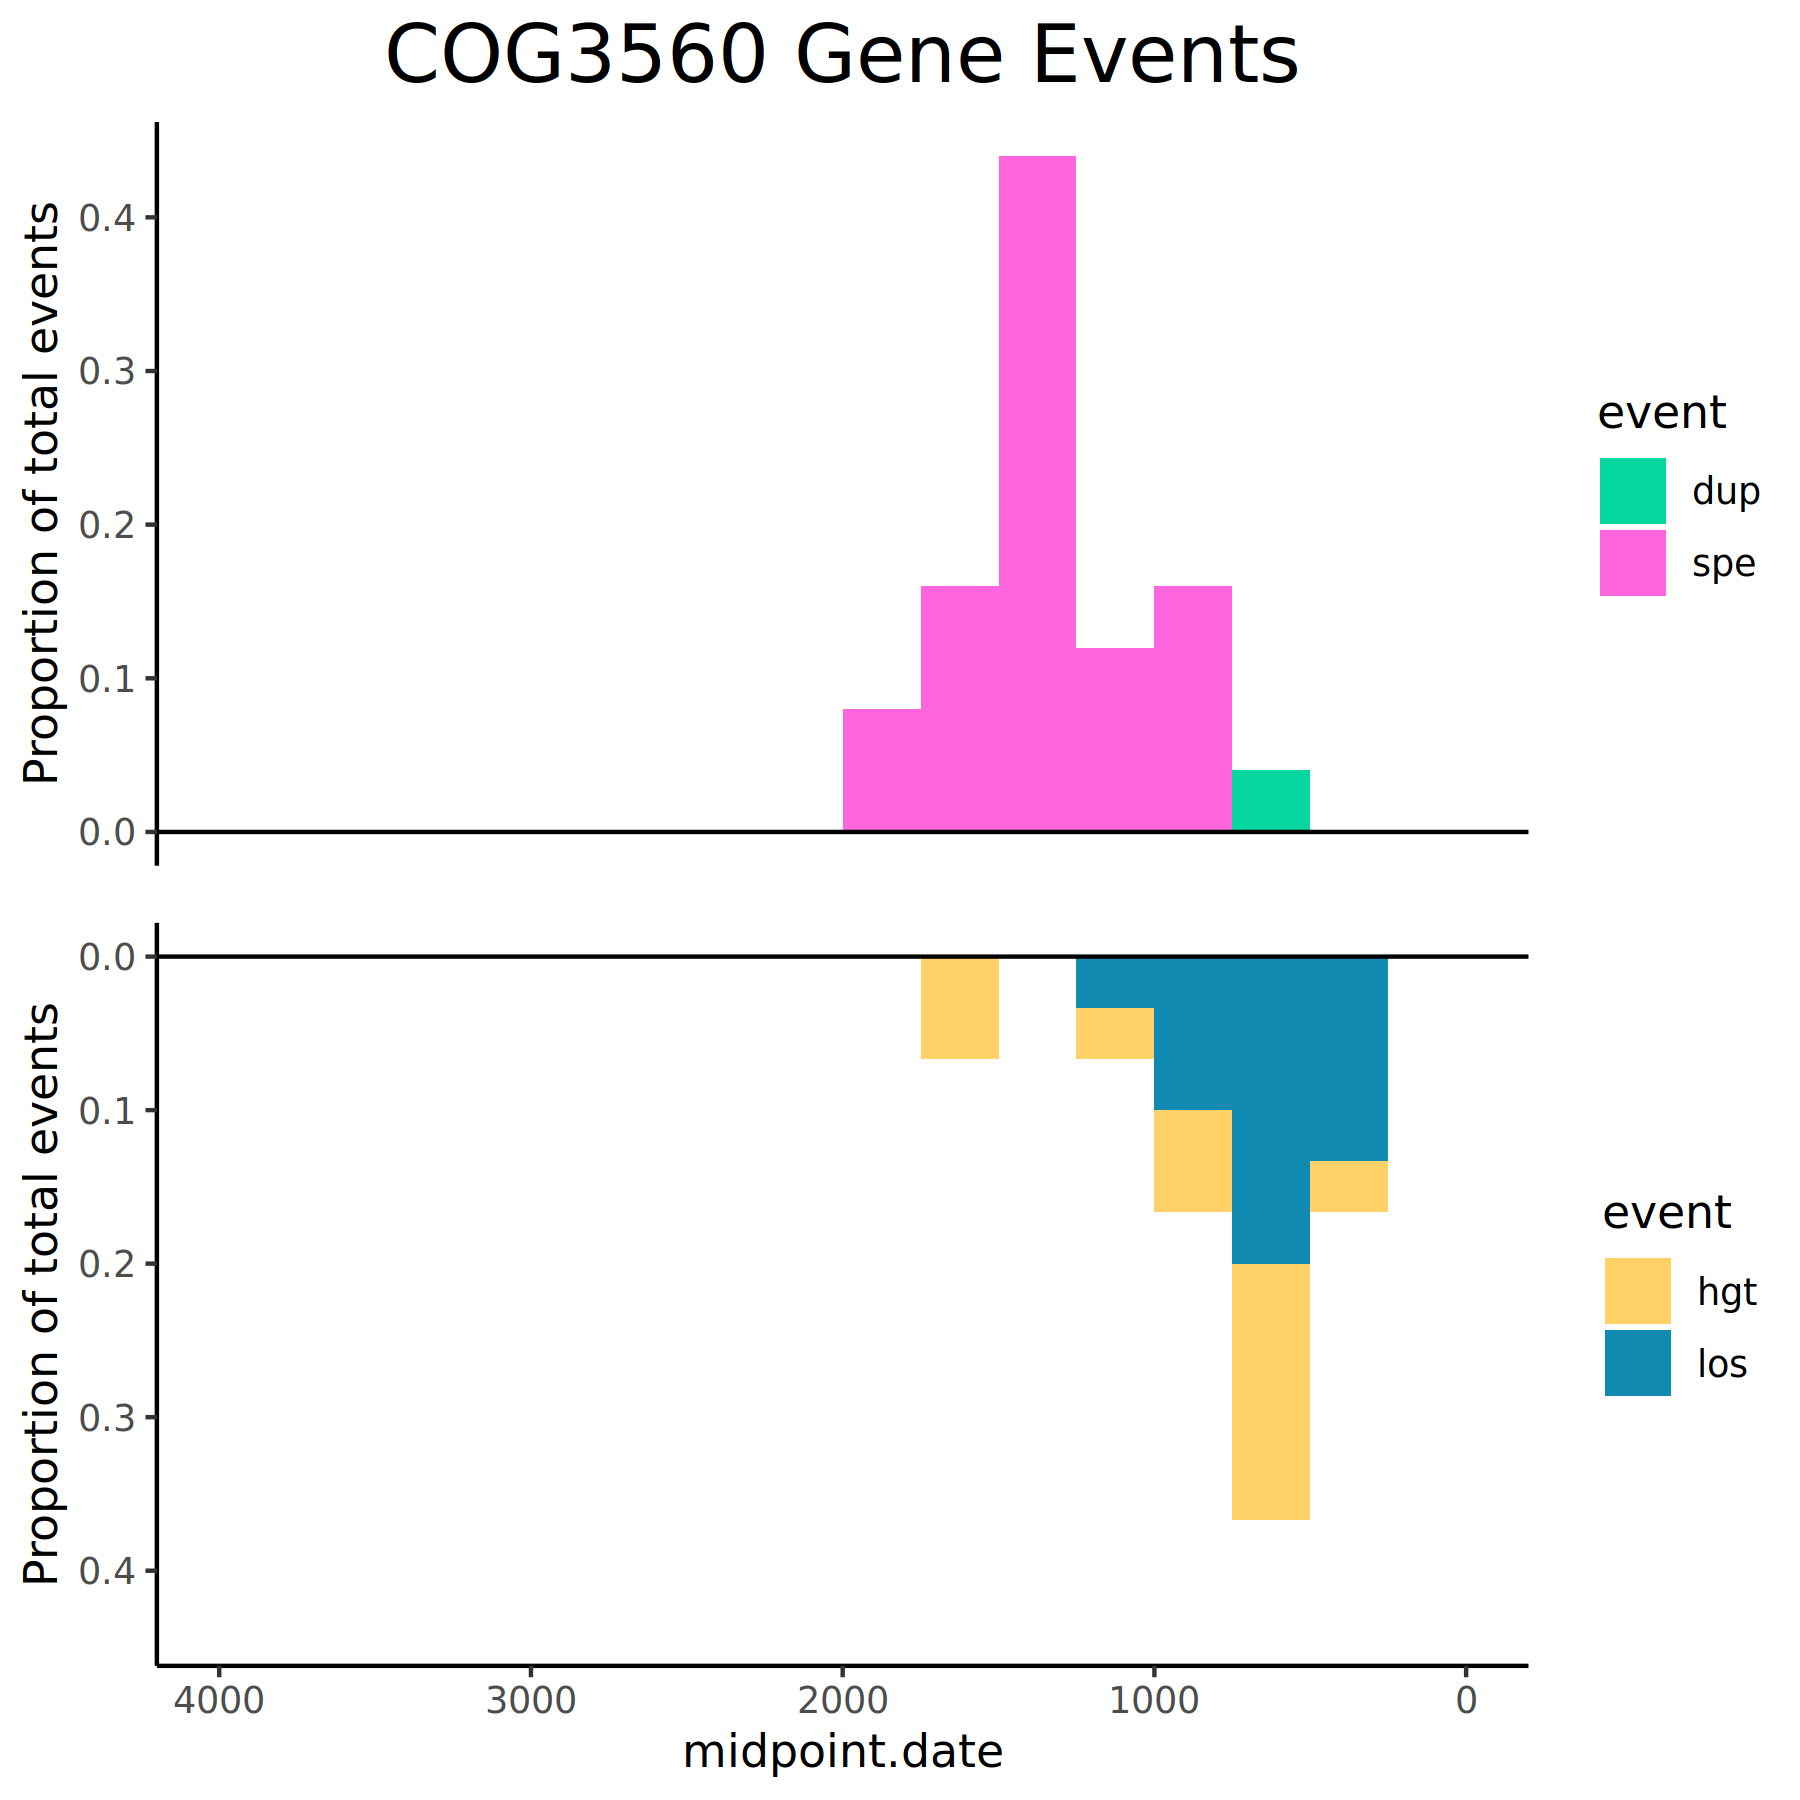 COG3560 Gene Events
Proportion of total events
0.4
0.3
0.2
0.1
0.0
event
dup
spe
Proportion of total events
0.0
0.1
0.2
0.3
0.4
event
hgt
los
4000 3000 2000 1000 0
midpoint.date